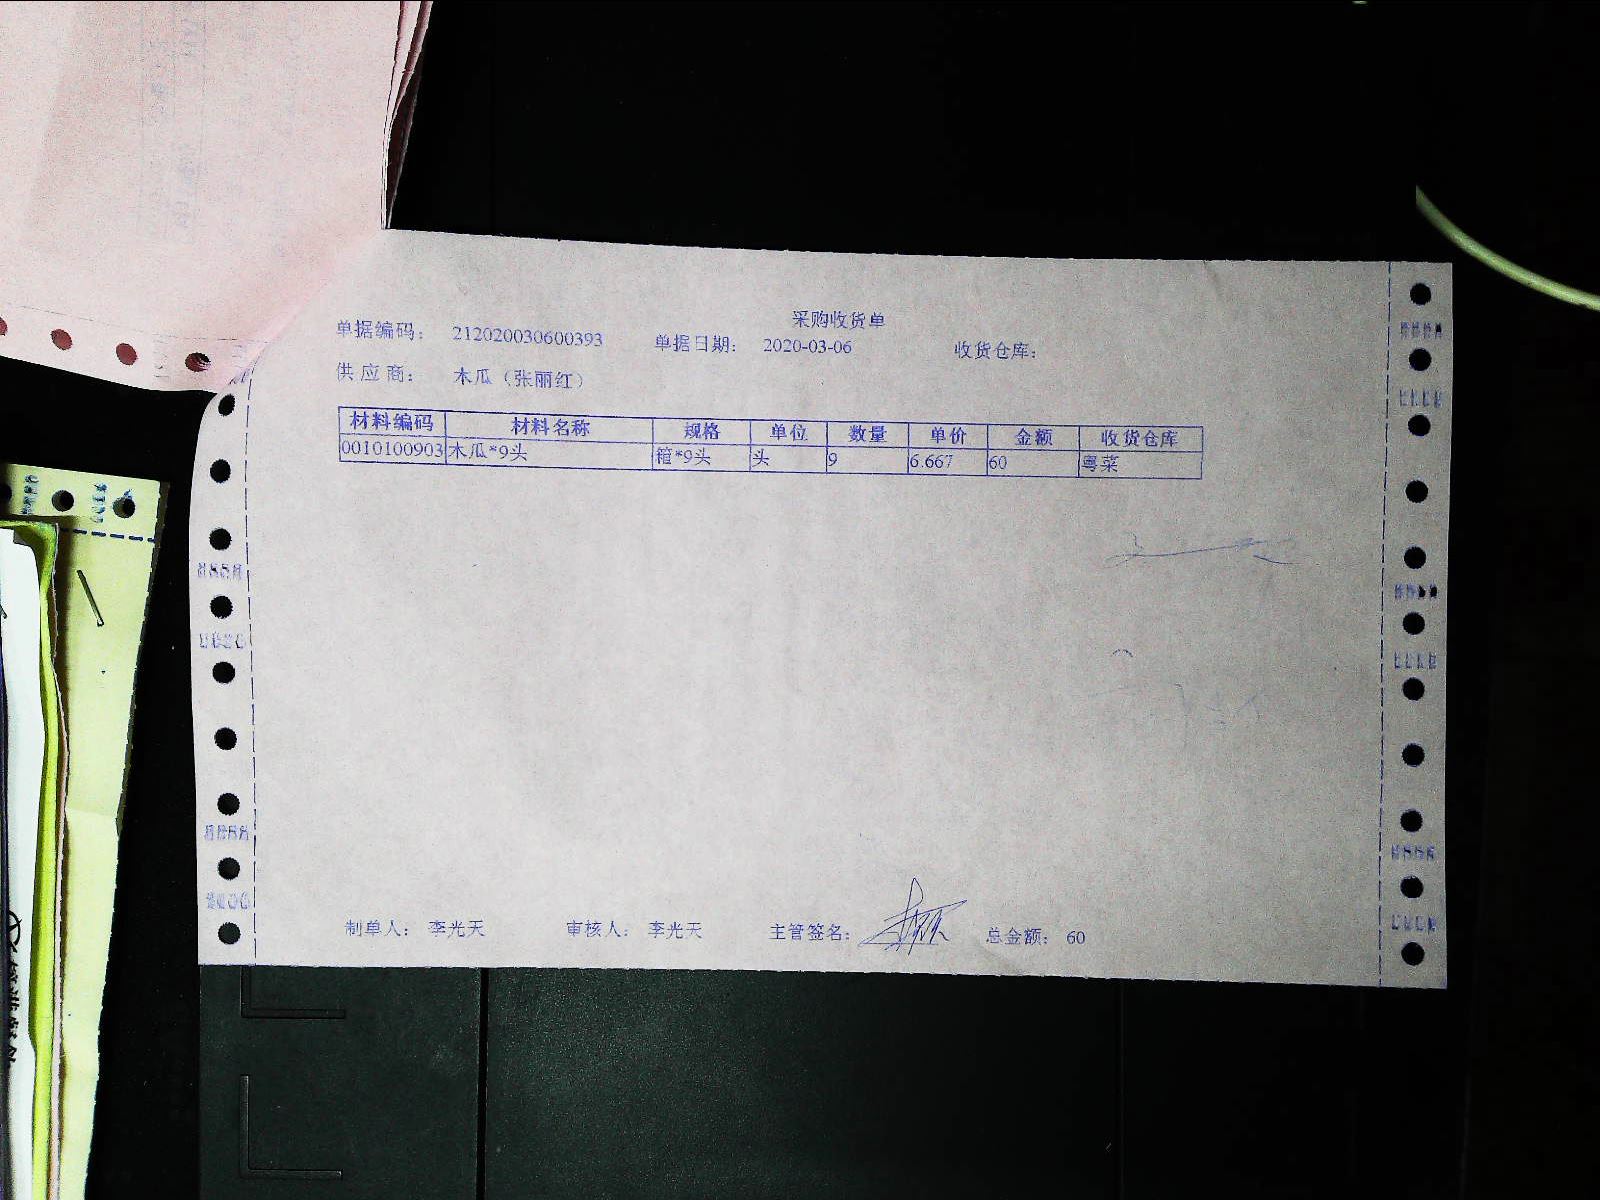 采购收货单
单据编码: 212020030600393 单据日期: 2020-03-06 收货仓库:
供应商: 木瓜（张丽红）
材料编码 材料名称 规格 单位 数量 单价 金额 收货仓库
0010100903 木瓜*9头 箱*9头 头 9 6.667 60 粤菜
制单人: 李光天 审核人: 李光天 主管签名: 总金额: 60